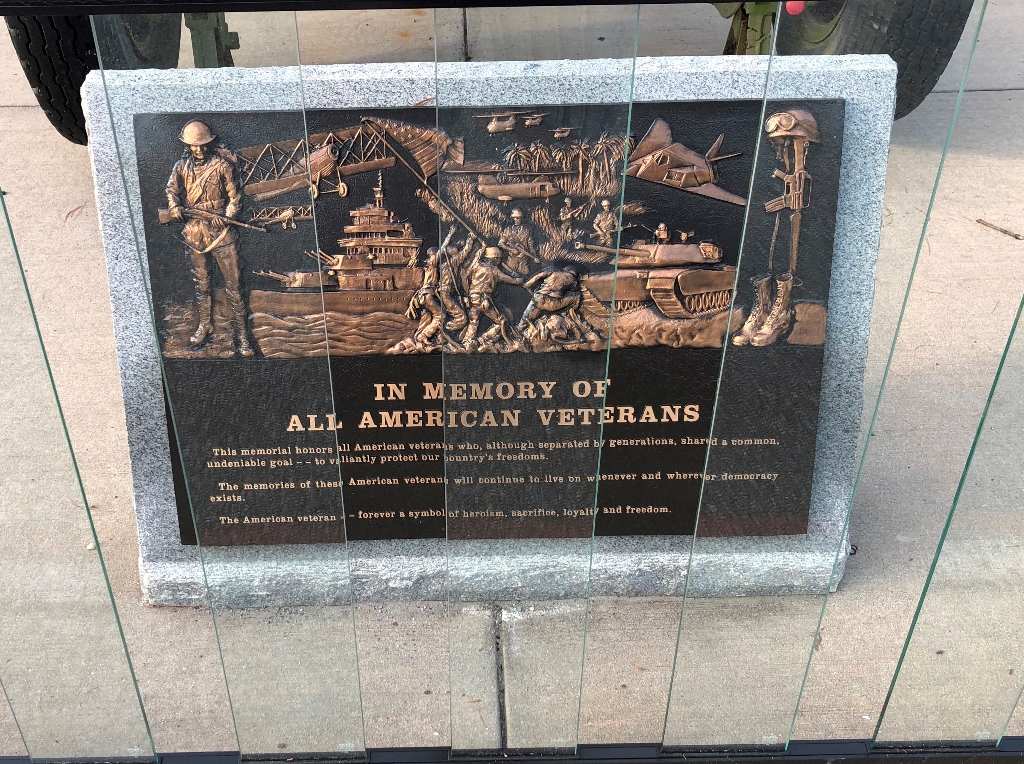 IN MEMORY OF
ALL AMERICAN VETERANS
This memorial honors all American veterans who, although separated by generations, shared a common,
undeniable goal -- to valiantly protect our country's freedoms.
The memories of these American veterans will continue to live on whenever and wherever democracy
exists.
The American veteran -- forever a symbol of heroism, sacrifice, loyalty and freedom.